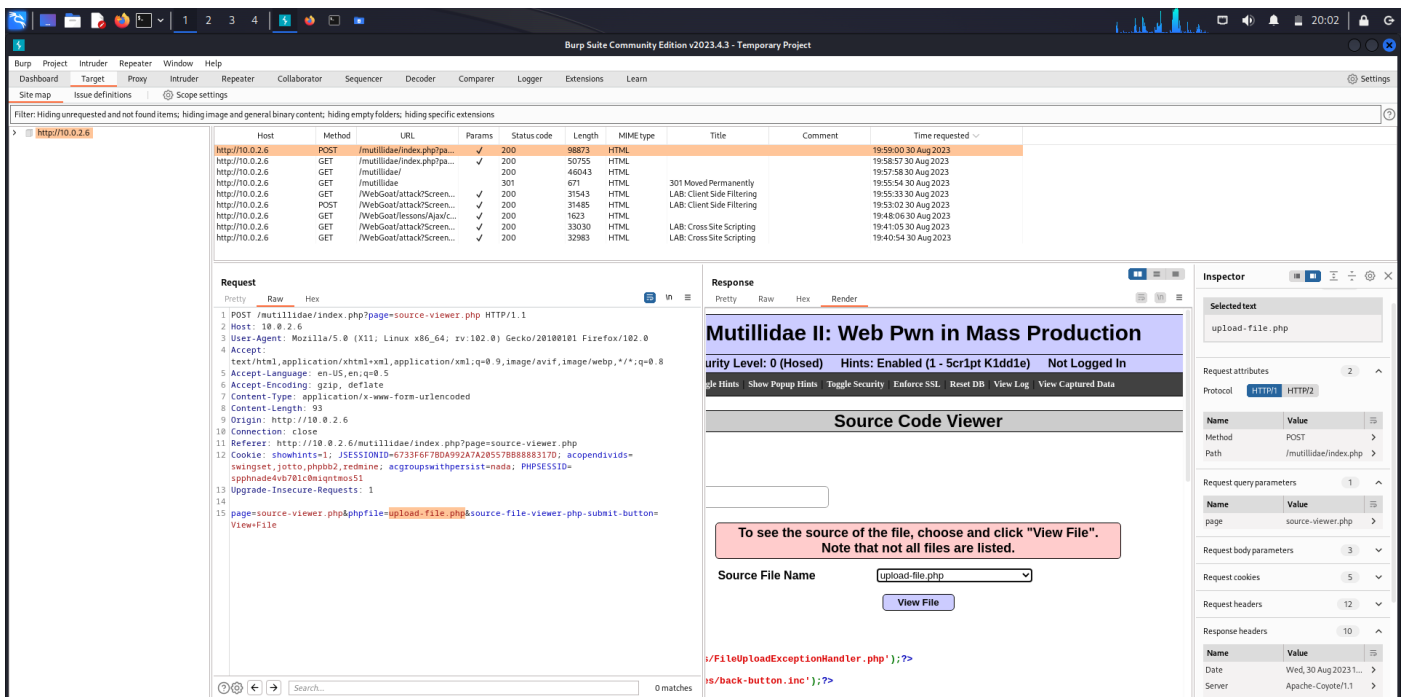 1 2 3 4
20:02
Burp Suite Community Edition v2023.4.3 - Temporary Project
Burp Project Intruder Repeater Window Help
Dashboard Target Proxy Intruder Repeater Collaborator Sequencer Decoder Comparer Logger Extensions Learn Settings
Site map Issue definitions Scope settings
Filter: Hiding unrequested and not found items; hiding image and general binary content; hiding empty folders; hiding specific extensions
http://10.0.2.6
Host Method URL Params Status code Length MIME type Title Comment Time requested
http://10.0.2.6 POST /mutillidae/index.php?pa... ✓ 200 98873 HTML 19:59:00 30 Aug 2023
http://10.0.2.6 GET /mutillidae/index.php?pa... ✓ 200 50755 HTML 19:58:57 30 Aug 2023
http://10.0.2.6 GET /mutillidae/ 200 46043 HTML 19:57:58 30 Aug 2023
http://10.0.2.6 GET /mutillidae 301 671 HTML 301 Moved Permanently 19:55:54 30 Aug 2023
http://10.0.2.6 GET /WebGoat/attack?Screen... ✓ 200 31543 HTML LAB: Client Side Filtering 19:55:33 30 Aug 2023
http://10.0.2.6 POST /WebGoat/attack?Screen... ✓ 200 31485 HTML LAB: Client Side Filtering 19:53:02 30 Aug 2023
http://10.0.2.6 GET /WebGoat/lessons/Ajax/c... ✓ 200 1623 HTML 19:48:06 30 Aug 2023
http://10.0.2.6 GET /WebGoat/attack?Screen... ✓ 200 33030 HTML LAB: Cross Site Scripting 19:41:05 30 Aug 2023
http://10.0.2.6 GET /WebGoat/attack?Screen... ✓ 200 32983 HTML LAB: Cross Site Scripting 19:40:54 30 Aug 2023
Request
Pretty Raw Hex \n
1 POST /mutillidae/index.php?page=source-viewer.php HTTP/1.1
2 Host: 10.0.2.6
3 User-Agent: Mozilla/5.0 (X11; Linux x86_64; rv:102.0) Gecko/20100101 Firefox/102.0
4 Accept:
text/html,application/xhtml+xml,application/xml;q=0.9,image/avif,image/webp,*/*;q=0.8
5 Accept-Language: en-US,en;q=0.5
6 Accept-Encoding: gzip, deflate
7 Content-Type: application/x-www-form-urlencoded
8 Content-Length: 93
9 Origin: http://10.0.2.6
10 Connection: close
11 Referer: http://10.0.2.6/mutillidae/index.php?page=source-viewer.php
12 Cookie: showhints=1; JSESSIONID=6733F6F7BDA992A7A20557BB8888317D; acopendivids=
swingset,jotto,phpbb2,redmine; acgroupswithpersist=nada; PHPSESSID=
spphnade4vb701c0miqntmos51
13 Upgrade-Insecure-Requests: 1
14
15 page=source-viewer.php&phpfile=upload-file.php&source-file-viewer-php-submit-button=
View+File
Search... 0 matches
Response
Pretty Raw Hex Render \n
Mutillidae II: Web Pwn in Mass Production
urity Level: 0 (Hosed) Hints: Enabled (1 - 5cr1pt K1dd1e) Not Logged In
gle Hints | Show Popup Hints | Toggle Security | Enforce SSL | Reset DB | View Log | View Captured Data
Source Code Viewer
To see the source of the file, choose and click "View File".
Note that not all files are listed.
Source File Name upload-file.php
View File
s/FileUploadExceptionHandler.php');?>
es/back-button.inc');?>
Inspector
Selected text
upload-file.php
Request attributes 2
Protocol HTTP/1 HTTP/2
Name Value
Method POST
Path /mutillidae/index.php
Request query parameters 1
Name Value
page source-viewer.php
Request body parameters 3
Request cookies 5
Request headers 12
Response headers 10
Name Value
Date Wed, 30 Aug 2023 1...
Server Apache-Coyote/1.1